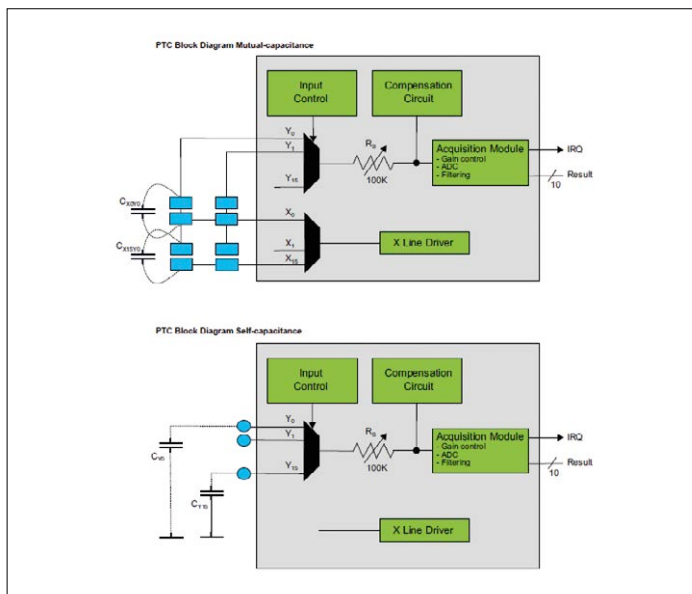 PTC Block Diagram Mutual-capacitance
Input
Control
Compensation
Circuit
Y0
Y1
Y15
RS
100K
Acquisition Module
- Gain control
- ADC
- Filtering
IRQ
Result
10
CX0Y0
CX15Y0
X0
X1
X15
X Line Driver
PTC Block Diagram Self-capacitance
Input
Control
Compensation
Circuit
Y0
Y1
Y15
RS
100K
Acquisition Module
- Gain control
- ADC
- Filtering
IRQ
Result
10
CY0
CY15
X Line Driver